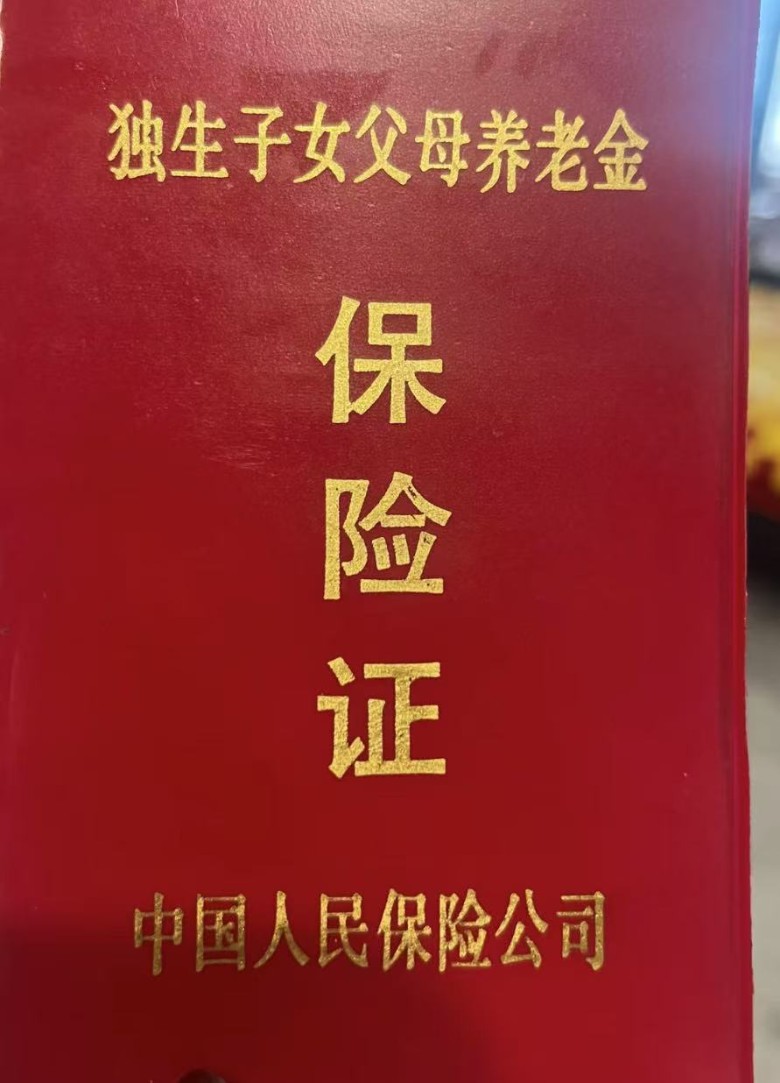 独生子女父母养老金
保
险
证
中国人民保险公司